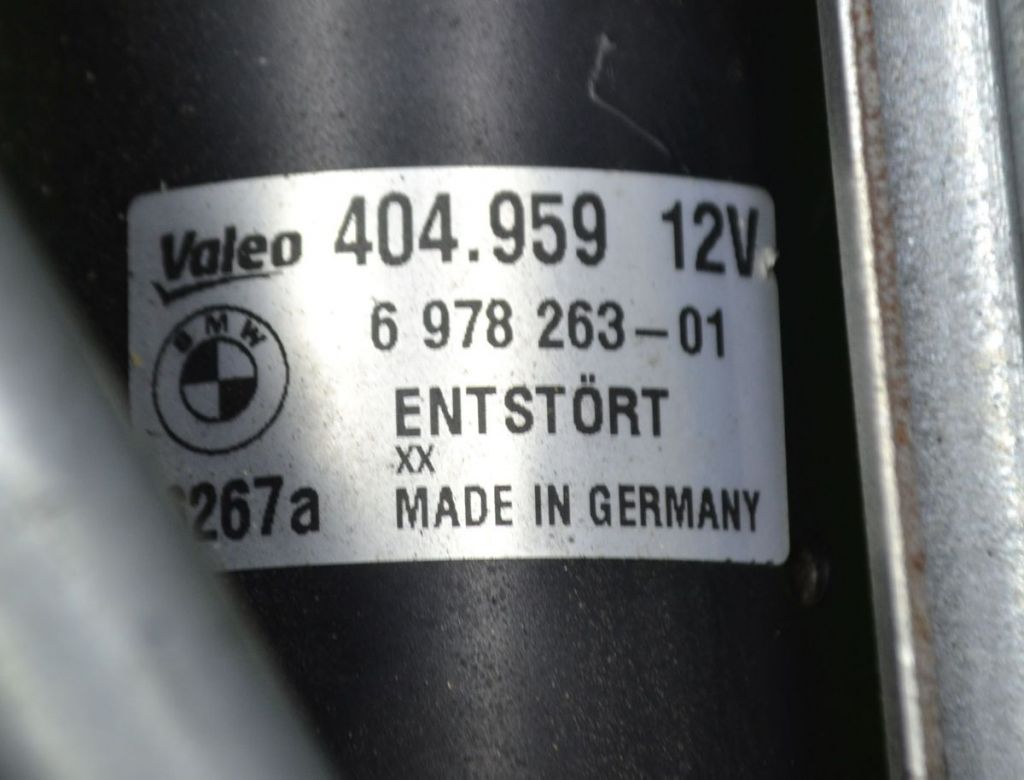 Valeo 404.959 12V
6 978 263-01
BMW
ENTSTÖRT
XX
267a MADE IN GERMANY